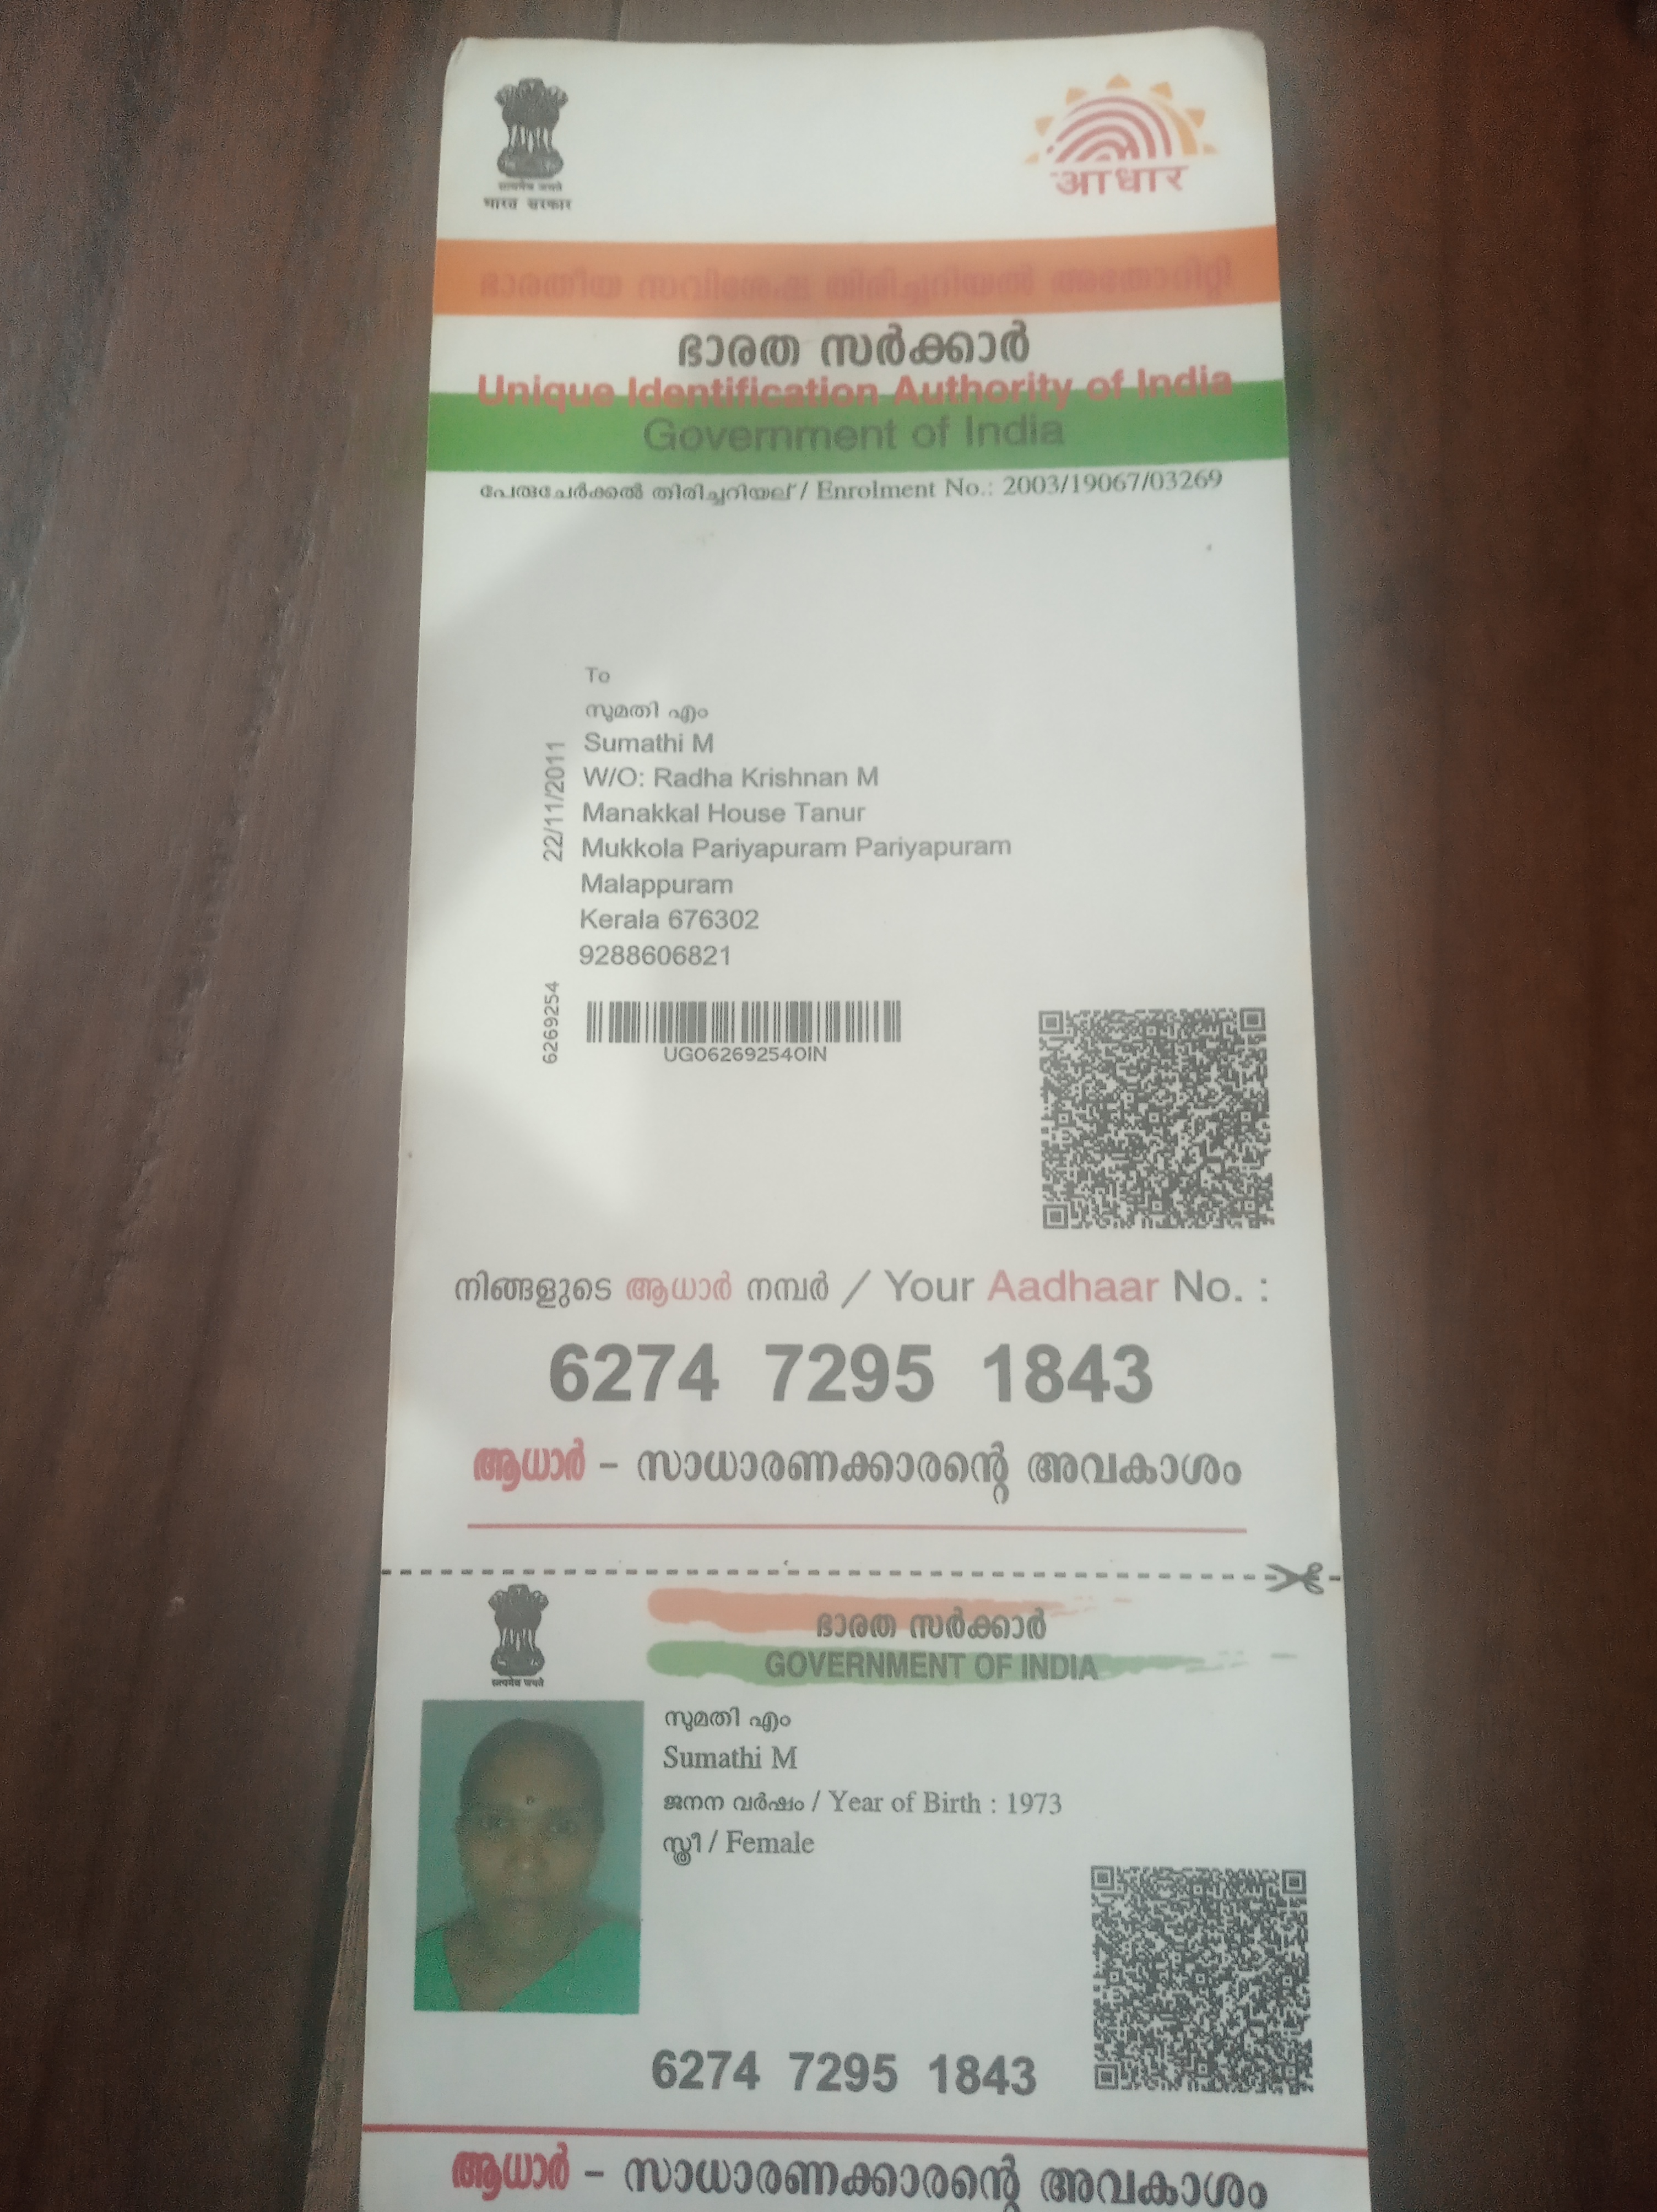 सत्यमेव जयते
भारत सरकार
आधार
ഭാരതീയ സവിശേഷ തിരിച്ചറിയൽ അതോറിറ്റി
ഭാരത സർക്കാർ
Unique Identification Authority of India
Government of India
പേരുചേർക്കൽ തിരിച്ചറിയല് / Enrolment No.: 2003/19067/03269
To
സുമതി എം
Sumathi M
W/O: Radha Krishnan M
Manakkal House Tanur
Mukkola Pariyapuram Pariyapuram
Malappuram
Kerala 676302
9288606821
22/11/2011
6269254
UG062692540IN
നിങ്ങളുടെ ആധാർ നമ്പർ / Your Aadhaar No. :
6274 7295 1843
ആധാർ – സാധാരണക്കാരന്റെ അവകാശം
सत्यमेव जयते
ഭാരത സർക്കാർ
GOVERNMENT OF INDIA
സുമതി എം
Sumathi M
ജനന വർഷം / Year of Birth : 1973
സ്ത്രീ / Female
6274 7295 1843
ആധാർ – സാധാരണക്കാരന്റെ അവകാശം